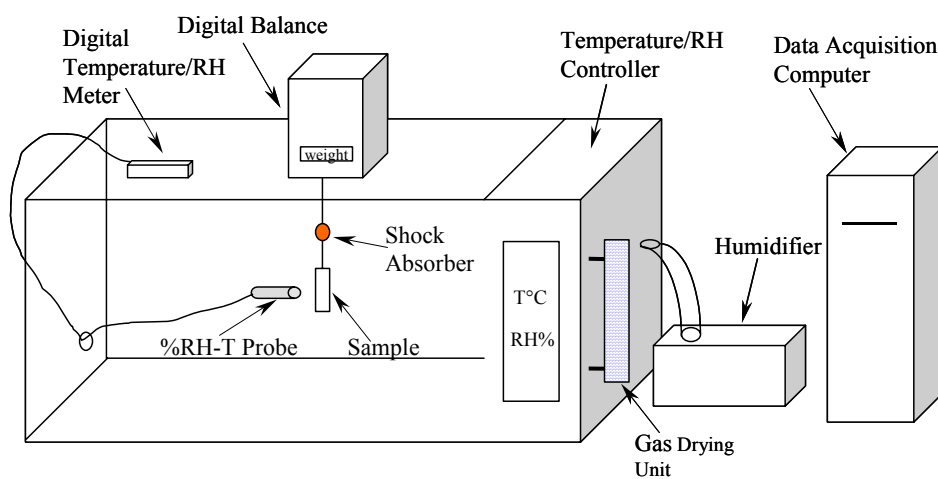 Digital
Temperature/RH
Meter
Digital Balance
Temperature/RH
Controller
Data Acquisition
Computer
weight
Shock
Absorber
%RH-T Probe
Sample
T°C
RH%
Humidifier
Gas Drying
Unit